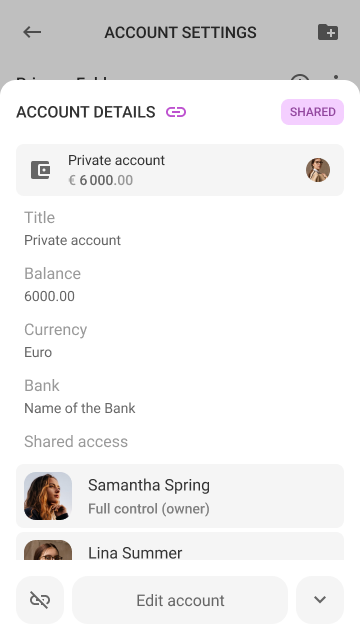 ACCOUNT SETTINGS
ACCOUNT DETAILS
SHARED
Private account
€ 6 000.00
Title
Private account
Balance
6000.00
Currency
Euro
Bank
Name of the Bank
Shared access
Samantha Spring
Full control (owner)
Lina Summer
Edit account